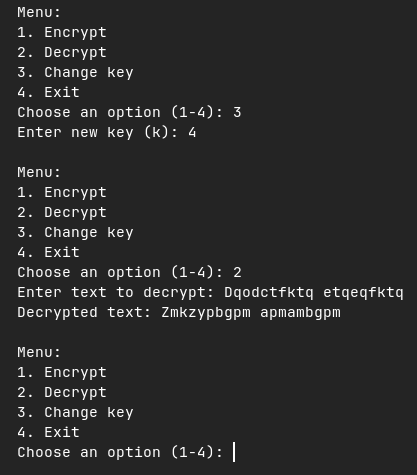 Menu:
1. Encrypt
2. Decrypt
3. Change key
4. Exit
Choose an option (1-4): 3
Enter new key (k): 4
Menu:
1. Encrypt
2. Decrypt
3. Change key
4. Exit
Choose an option (1-4): 2
Enter text to decrypt: Dqodctfktq etqeqfktq
Decrypted text: Zmkzypbgpm apmambgpm
Menu:
1. Encrypt
2. Decrypt
3. Change key
4. Exit
Choose an option (1-4):